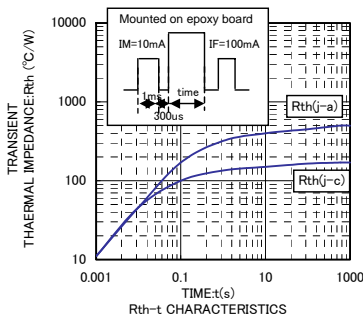 10000
1000
100
10
TRANSIENT
THAERMAL IMPEDANCE:Rth (℃/W)
Mounted on epoxy board
IM=10mA
IF=100mA
1ms
time
300us
Rth(j-a)
Rth(j-c)
0.001
0.1
10
1000
TIME:t(s)
Rth-t CHARACTERISTICS